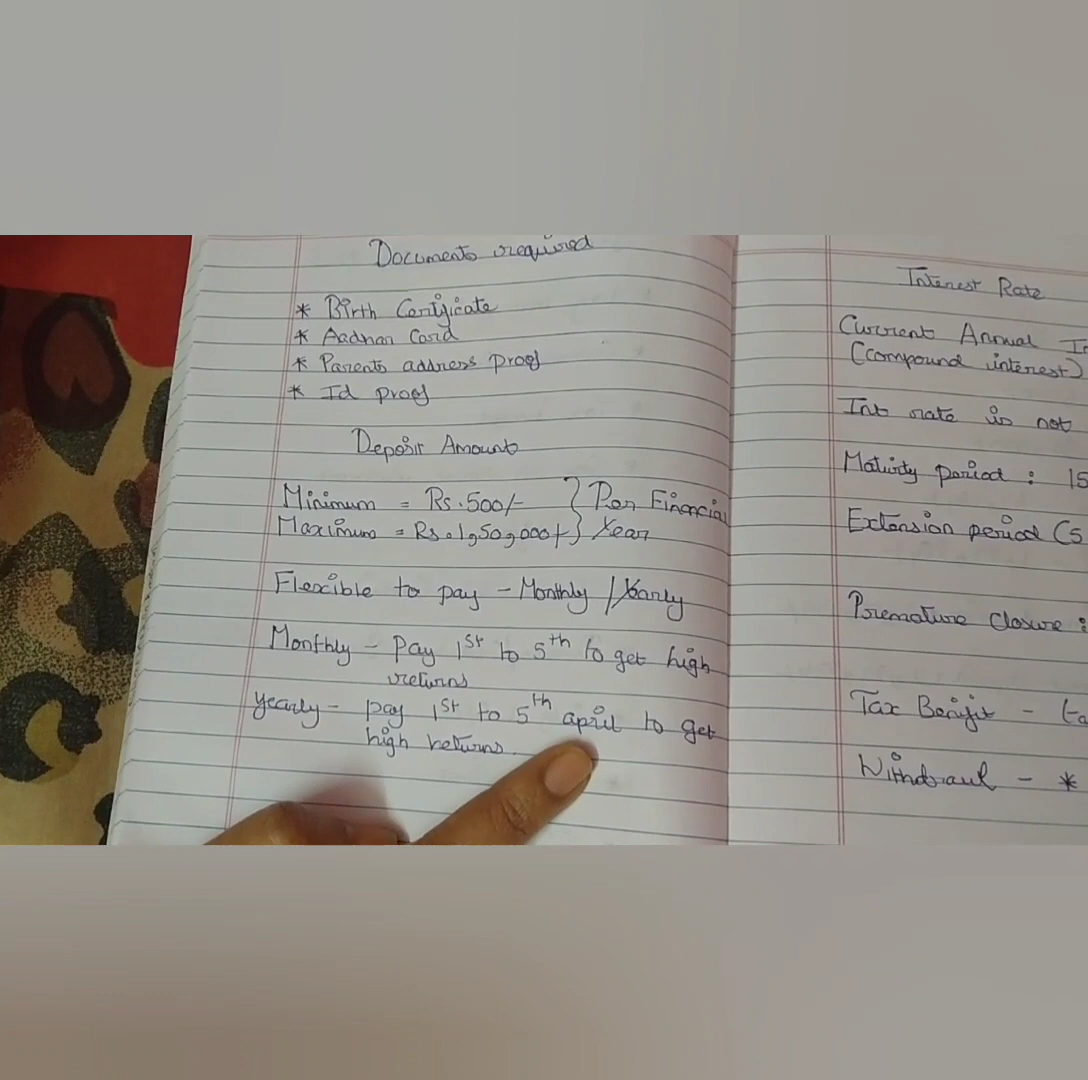 Documents required
* Birth Certificate
* Aadhar Card
* Parents address proof
* Id proof
Deposit Amount
Minimum = Rs.500/- } Per Financial
Maximum = Rs.1,50,000/- } Year
Flexible to pay - Monthly / Yearly
Monthly - Pay 1st to 5th to get high
returns
Yearly - Pay 1st to 5th april to get
high returns.
Interest Rate
Current Annual
(compound interest)
Int rate is not
Maturity period : 15
Extension period (5
Premature closure :
Tax Benifit -
Withdraul - *